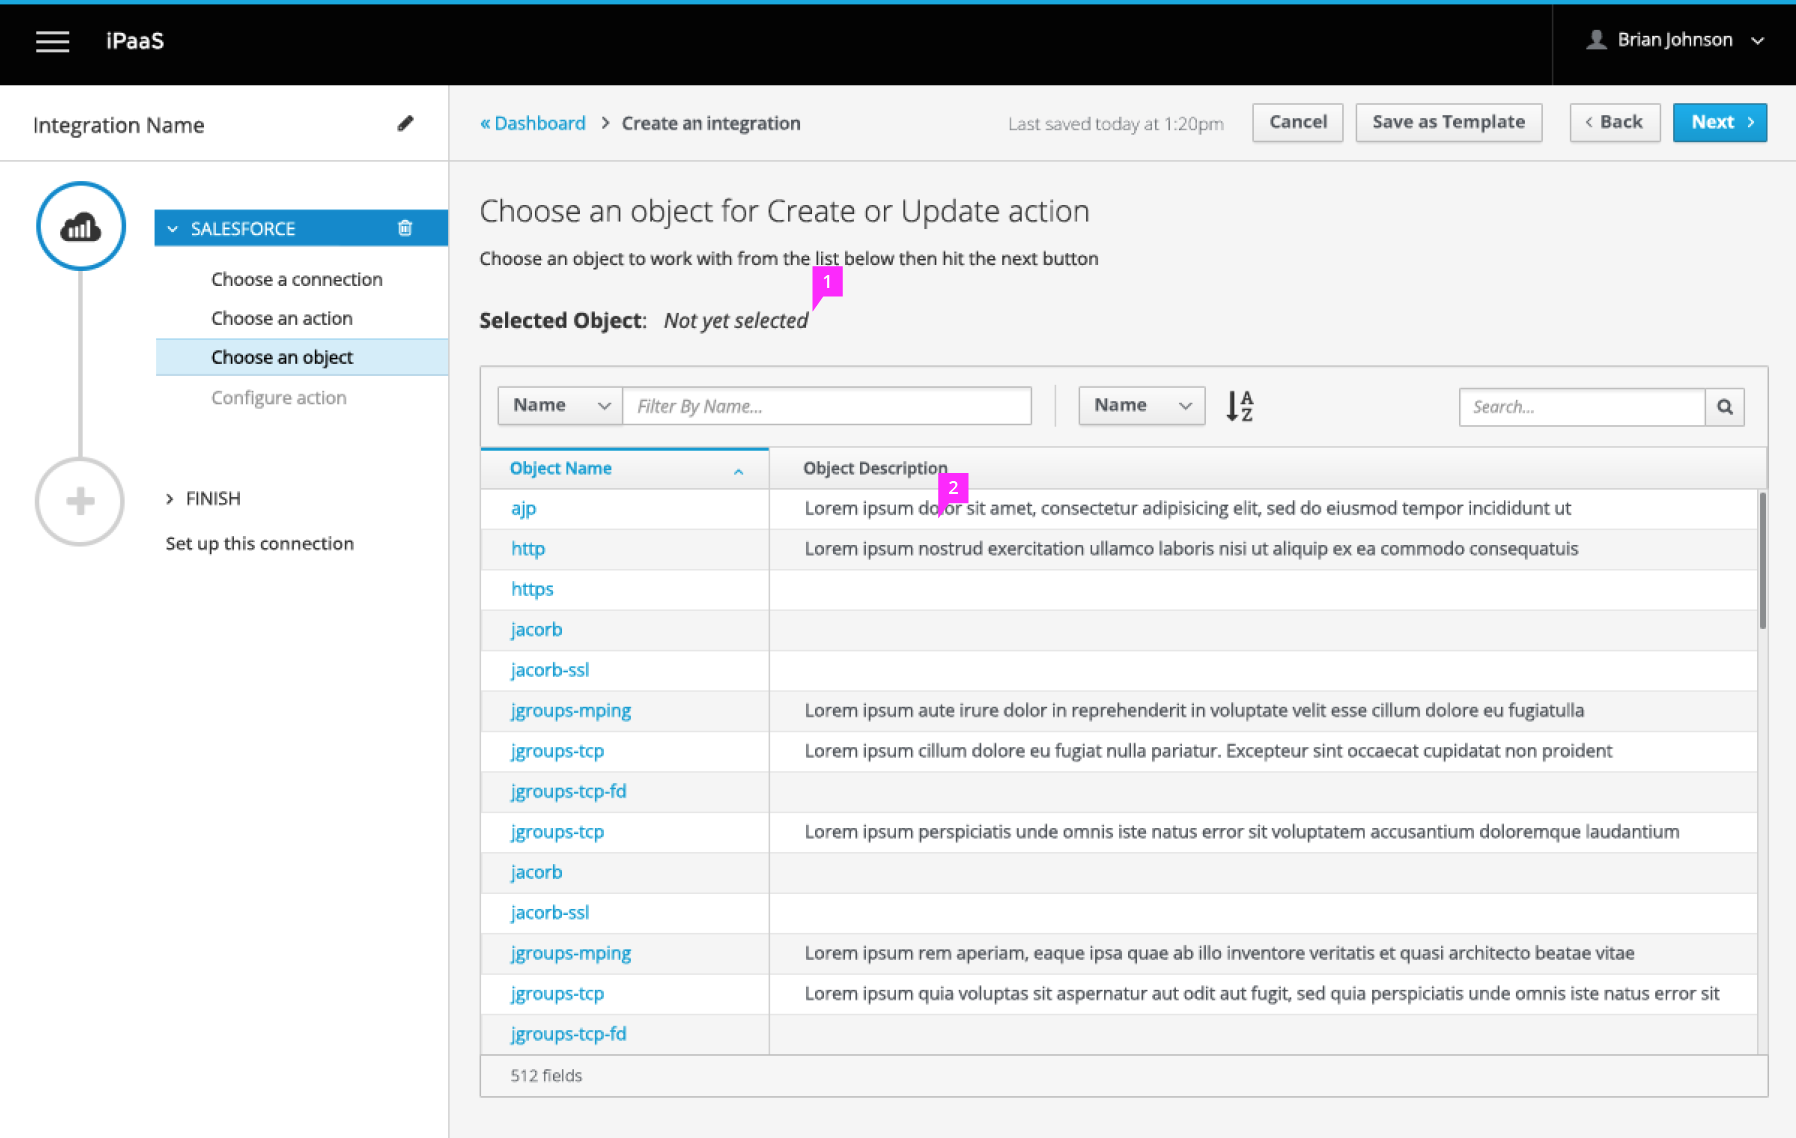 iPaaS
Brian Johnson
Integration Name
« Dashboard > Create an integration
Last saved today at 1:20pm
Cancel
Save as Template
< Back
Next >
SALESFORCE
Choose a connection
Choose an action
Choose an object
Configure action
> FINISH
Set up this connection
Choose an object for Create or Update action
Choose an object to work with from the list below then hit the next button
1
Selected Object: Not yet selected
Name
Filter By Name...
Name
A
Z
Search...
Object Name
Object Description
2
ajp
Lorem ipsum dolor sit amet, consectetur adipisicing elit, sed do eiusmod tempor incididunt ut
http
Lorem ipsum nostrud exercitation ullamco laboris nisi ut aliquip ex ea commodo consequatuis
https
jacorb
jacorb-ssl
jgroups-mping
Lorem ipsum aute irure dolor in reprehenderit in voluptate velit esse cillum dolore eu fugiatulla
jgroups-tcp
Lorem ipsum cillum dolore eu fugiat nulla pariatur. Excepteur sint occaecat cupidatat non proident
jgroups-tcp-fd
jgroups-tcp
Lorem ipsum perspiciatis unde omnis iste natus error sit voluptatem accusantium doloremque laudantium
jacorb
jacorb-ssl
jgroups-mping
Lorem ipsum rem aperiam, eaque ipsa quae ab illo inventore veritatis et quasi architecto beatae vitae
jgroups-tcp
Lorem ipsum quia voluptas sit aspernatur aut odit aut fugit, sed quia perspiciatis unde omnis iste natus error sit
jgroups-tcp-fd
512 fields